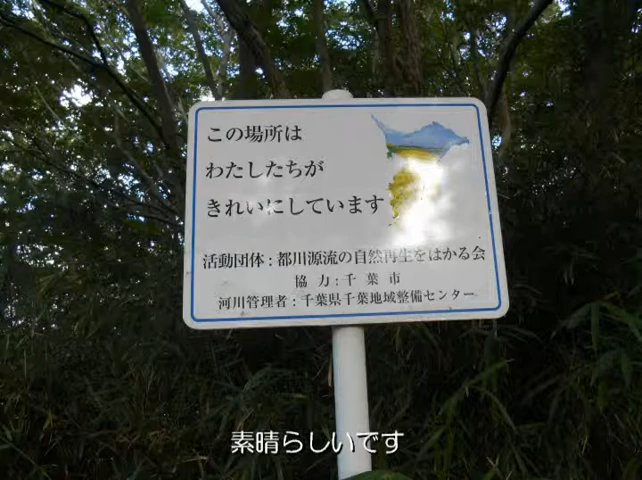 この場所は
わたしたちが
きれいにしています
活動団体：都川源流の自然再生をはかる会
協 力：千 葉 市
河川管理者：千葉県千葉地域整備センター
素晴らしいです